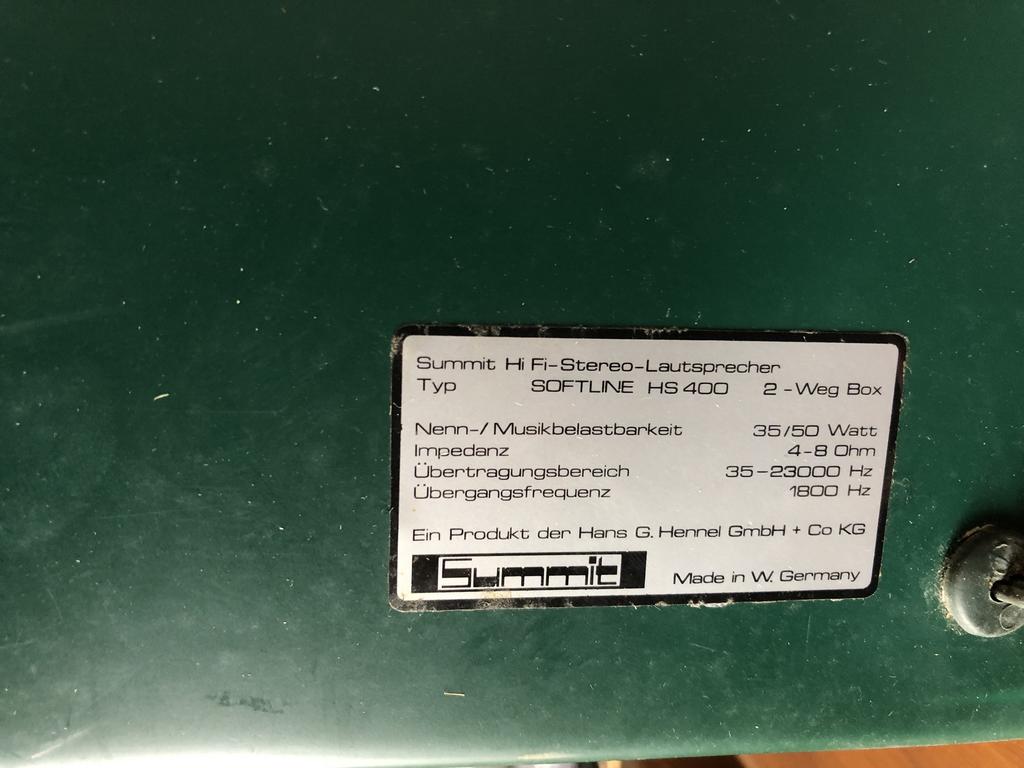 Summit Hi Fi-Stereo-Lautsprecher
Typ SOFTLINE HS 400 2-Weg Box
Nenn-/Musikbelastbarkeit 35/50 Watt
Impedanz 4-8 Ohm
Übertragungsbereich 35-23000 Hz
Übergangsfrequenz 1800 Hz
Ein Produkt der Hans G. Hennel GmbH + Co KG
Summit Made in W. Germany